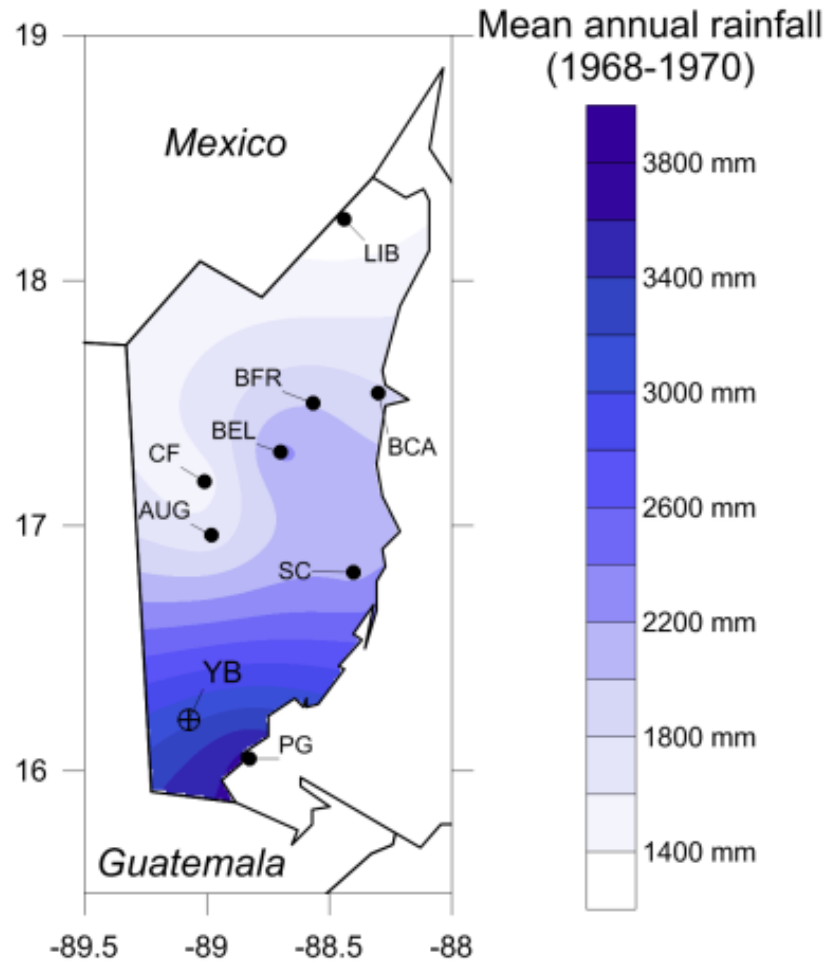 Mean annual rainfall
(1968-1970)
19
Mexico
3800 mm
LIB
18
3400 mm
BFR
3000 mm
BEL
BCA
CF
AUG
2600 mm
17
SC
2200 mm
YB
PG
1800 mm
16
1400 mm
Guatemala
-89.5
-89
-88.5
-88